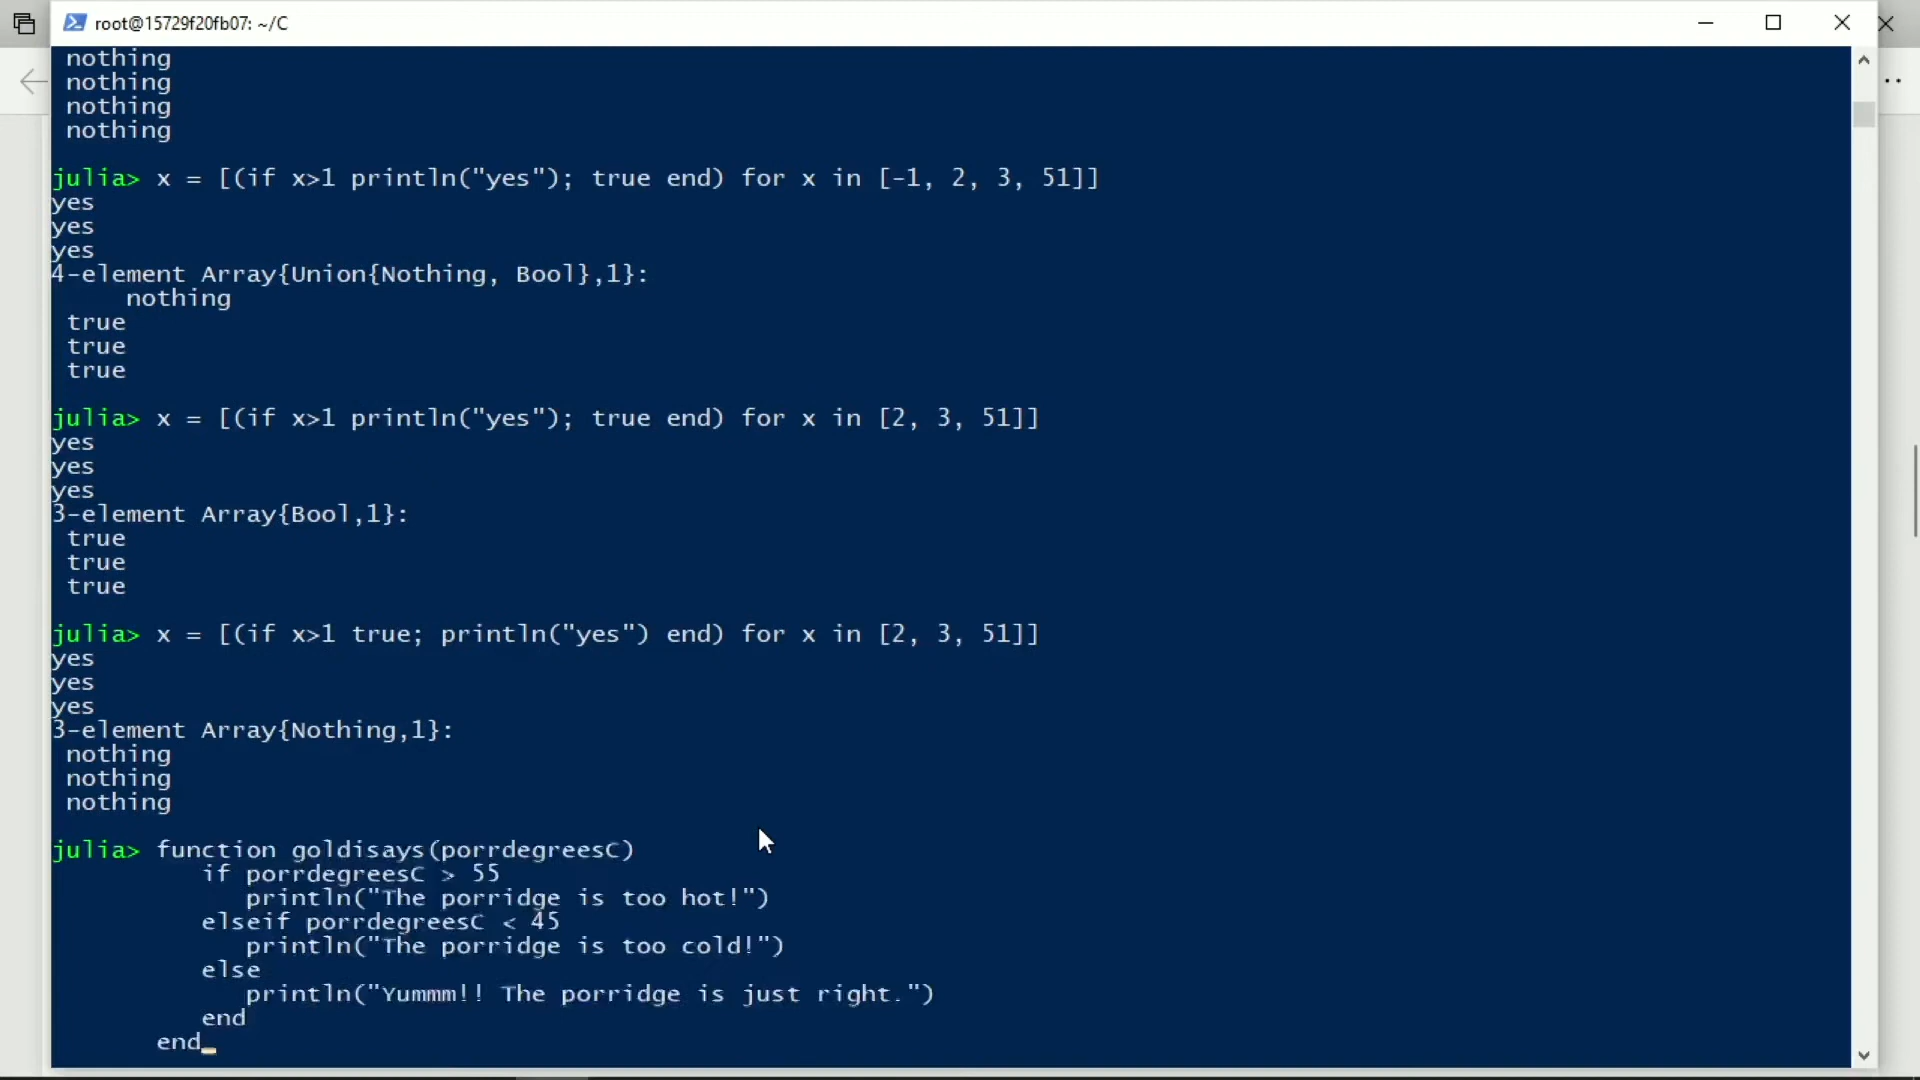 root@15729f20fb07: ~/C
nothing
nothing
nothing
nothing
julia> x = [(if x>1 println("yes"); true end) for x in [-1, 2, 3, 51]]
yes
yes
yes
4-element Array{Union{Nothing, Bool},1}:
nothing
true
true
true
julia> x = [(if x>1 println("yes"); true end) for x in [2, 3, 51]]
yes
yes
yes
3-element Array{Bool,1}:
true
true
true
julia> x = [(if x>1 true; println("yes") end) for x in [2, 3, 51]]
yes
yes
yes
3-element Array{Nothing,1}:
nothing
nothing
nothing
julia> function goldisays(porrdegreesC)
if porrdegreesC > 55
println("The porridge is too hot!")
elseif porrdegreesC < 45
println("The porridge is too cold!")
else
println("Yummm!! The porridge is just right.")
end
end